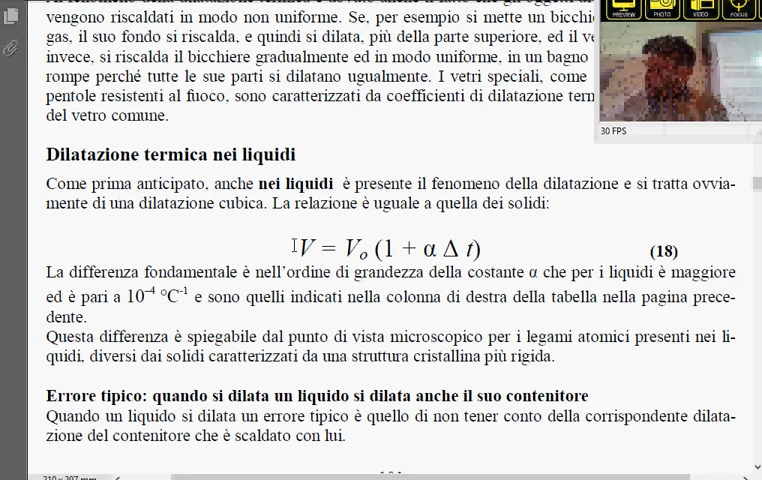 vengono riscaldati in modo non uniforme. Se, per esempio si mette un bicchi
gas, il suo fondo si riscalda, e quindi si dilata, più della parte superiore, ed il ve
invece, si riscalda il bicchiere gradualmente ed in modo uniforme, in un bagno
rompe perché tutte le sue parti si dilatano ugualmente. I vetri speciali, come
pentole resistenti al fuoco, sono caratterizzati da coefficienti di dilatazione tern
del vetro comune.
PREVIEW PHOTO VIDEO FOCUS
30 FPS
Dilatazione termica nei liquidi
Come prima anticipato, anche nei liquidi è presente il fenomeno della dilatazione e si tratta ovvia-
mente di una dilatazione cubica. La relazione è uguale a quella dei solidi:
V = Vo (1 + α Δ t) (18)
La differenza fondamentale è nell'ordine di grandezza della costante α che per i liquidi è maggiore
ed è pari a 10⁻⁴ °C⁻¹ e sono quelli indicati nella colonna di destra della tabella nella pagina prece-
dente.
Questa differenza è spiegabile dal punto di vista microscopico per i legami atomici presenti nei li-
quidi, diversi dai solidi caratterizzati da una struttura cristallina più rigida.
Errore tipico: quando si dilata un liquido si dilata anche il suo contenitore
Quando un liquido si dilata un errore tipico è quello di non tener conto della corrispondente dilata-
zione del contenitore che è scaldato con lui.
210 x 297 mm